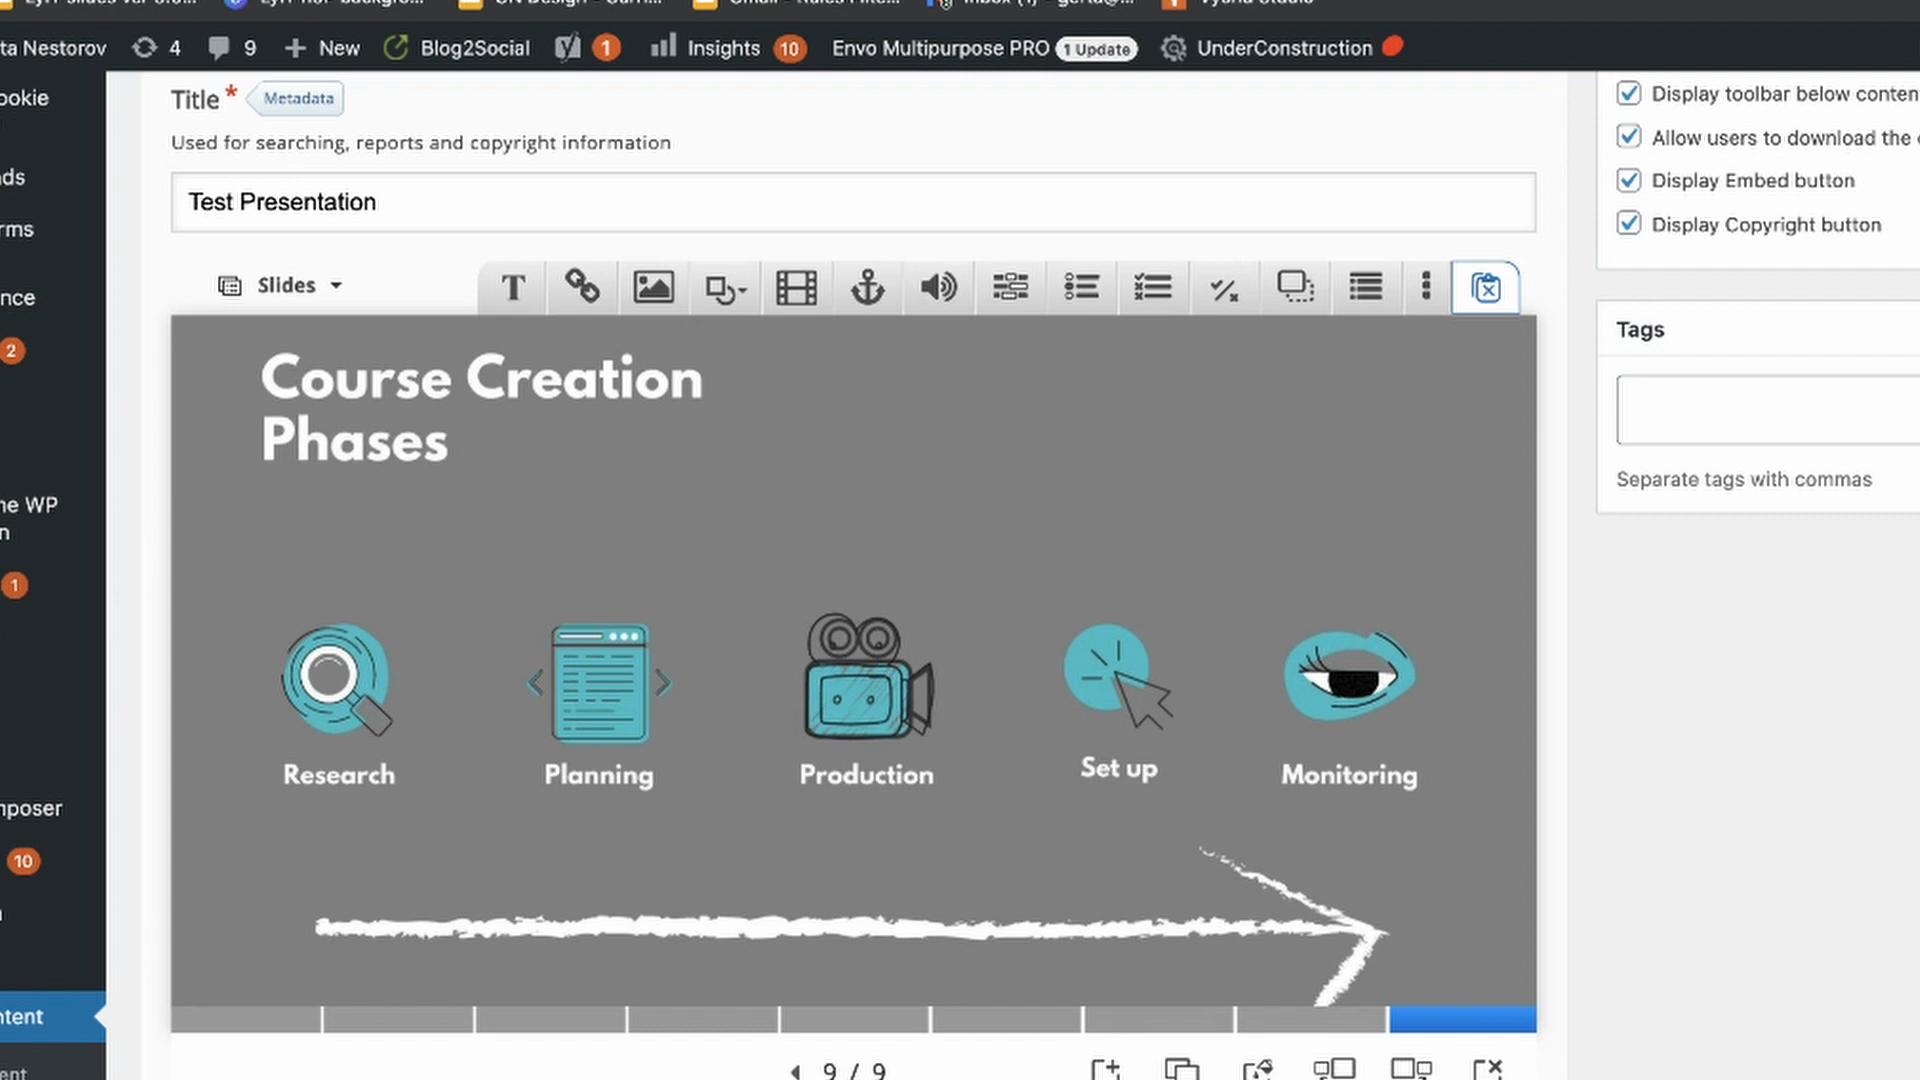 ta Nestorov 4 9 New Blog2Social 1 Insights 10 Envo Multipurpose PRO 1 Update UnderConstruction
ookie
ds
rms
nce
2
ne WP
n
1
nposer
10
ntent
ent
Title * Metadata
Used for searching, reports and copyright information
Test Presentation
Slides
T
Course Creation
Phases
Research Planning Production Set up Monitoring
9 / 9
Display toolbar below conten
Allow users to download the
Display Embed button
Display Copyright button
Tags
Separate tags with commas